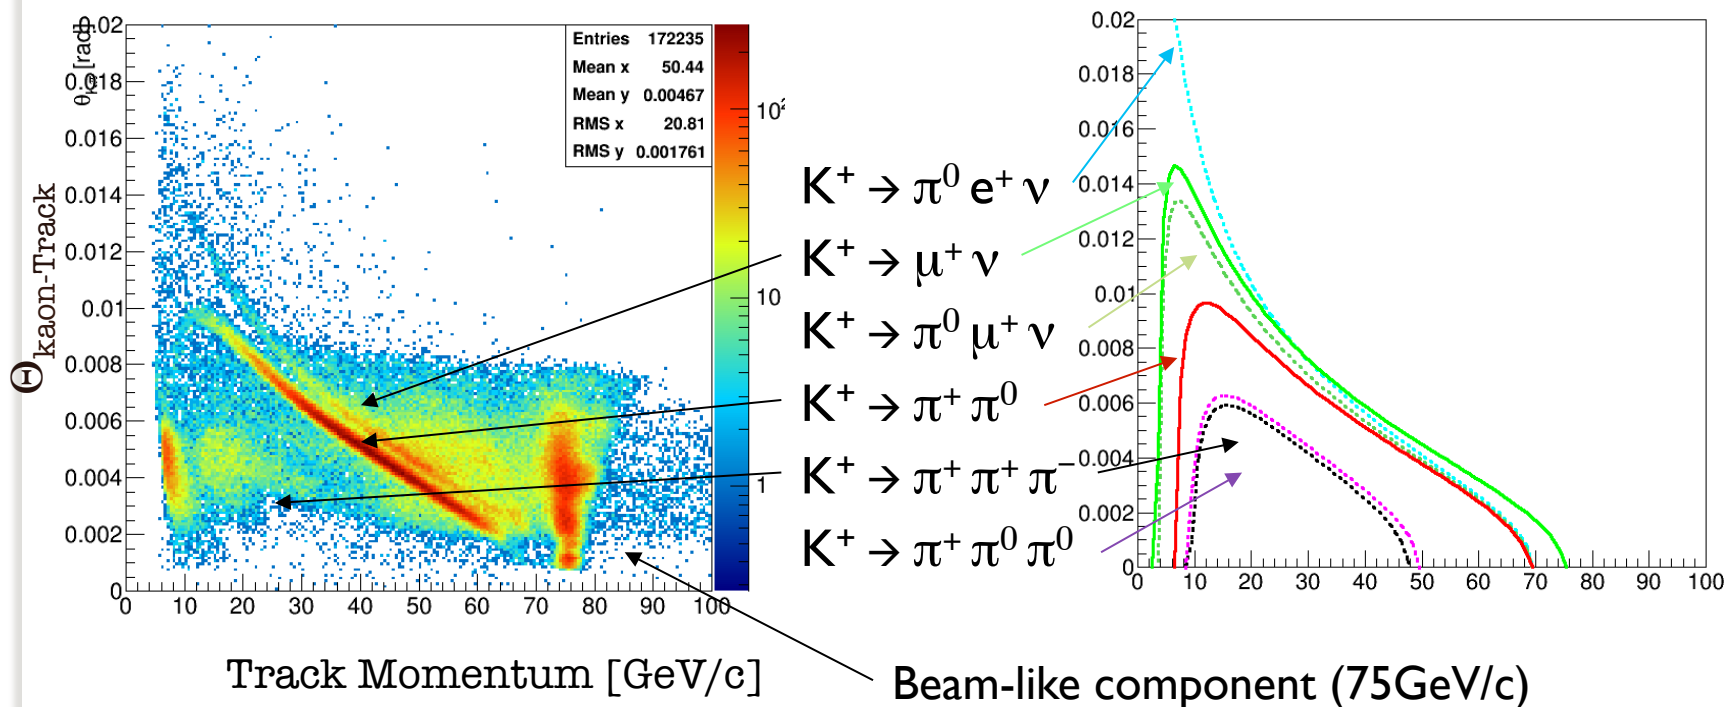 0.02
0.018
0.016
0.014
0.012
0.01
0.008
0.006
0.004
0.002
0
0 10 20 30 40 50 60 70 80 90 100
Θkaon-Track
[rad]
Entries 172235
Mean x 50.44
Mean y 0.00467
RMS x 20.81
RMS y 0.001761
10²
10
1
Track Momentum [GeV/c]
K⁺ → π⁰ e⁺ ν
K⁺ → μ⁺ ν
K⁺ → π⁰ μ⁺ ν
K⁺ → π⁺ π⁰
K⁺ → π⁺ π⁺ π⁻
K⁺ → π⁺ π⁰ π⁰
Beam-like component (75GeV/c)
0.02
0.018
0.016
0.014
0.012
0.01
0.008
0.006
0.004
0.002
0
0 10 20 30 40 50 60 70 80 90 100